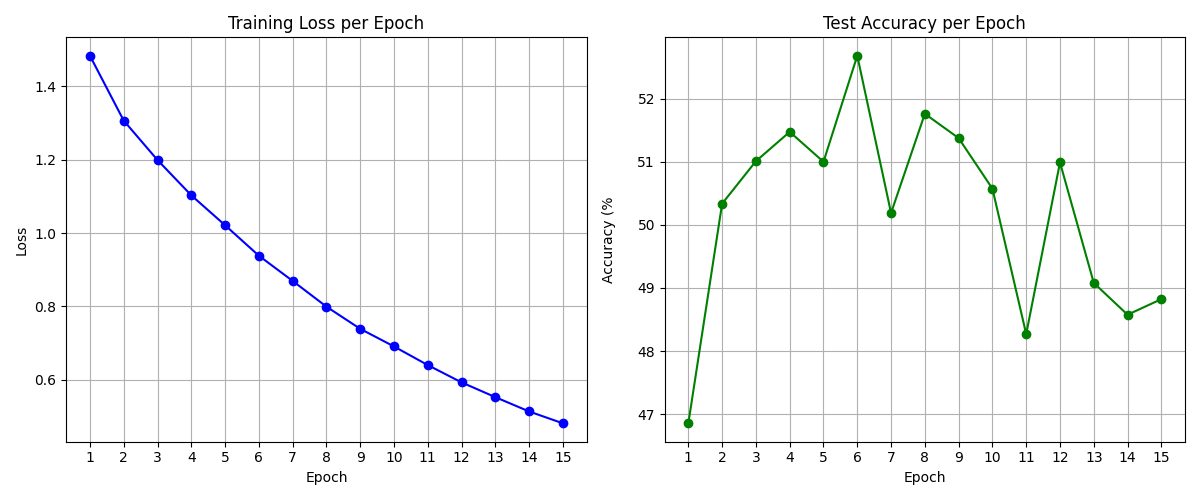 Training Loss per Epoch
Loss
1.4
1.2
1.0
0.8
0.6
1 2 3 4 5 6 7 8 9 10 11 12 13 14 15
Epoch
Test Accuracy per Epoch
Accuracy (%
52
51
50
49
48
47
1 2 3 4 5 6 7 8 9 10 11 12 13 14 15
Epoch